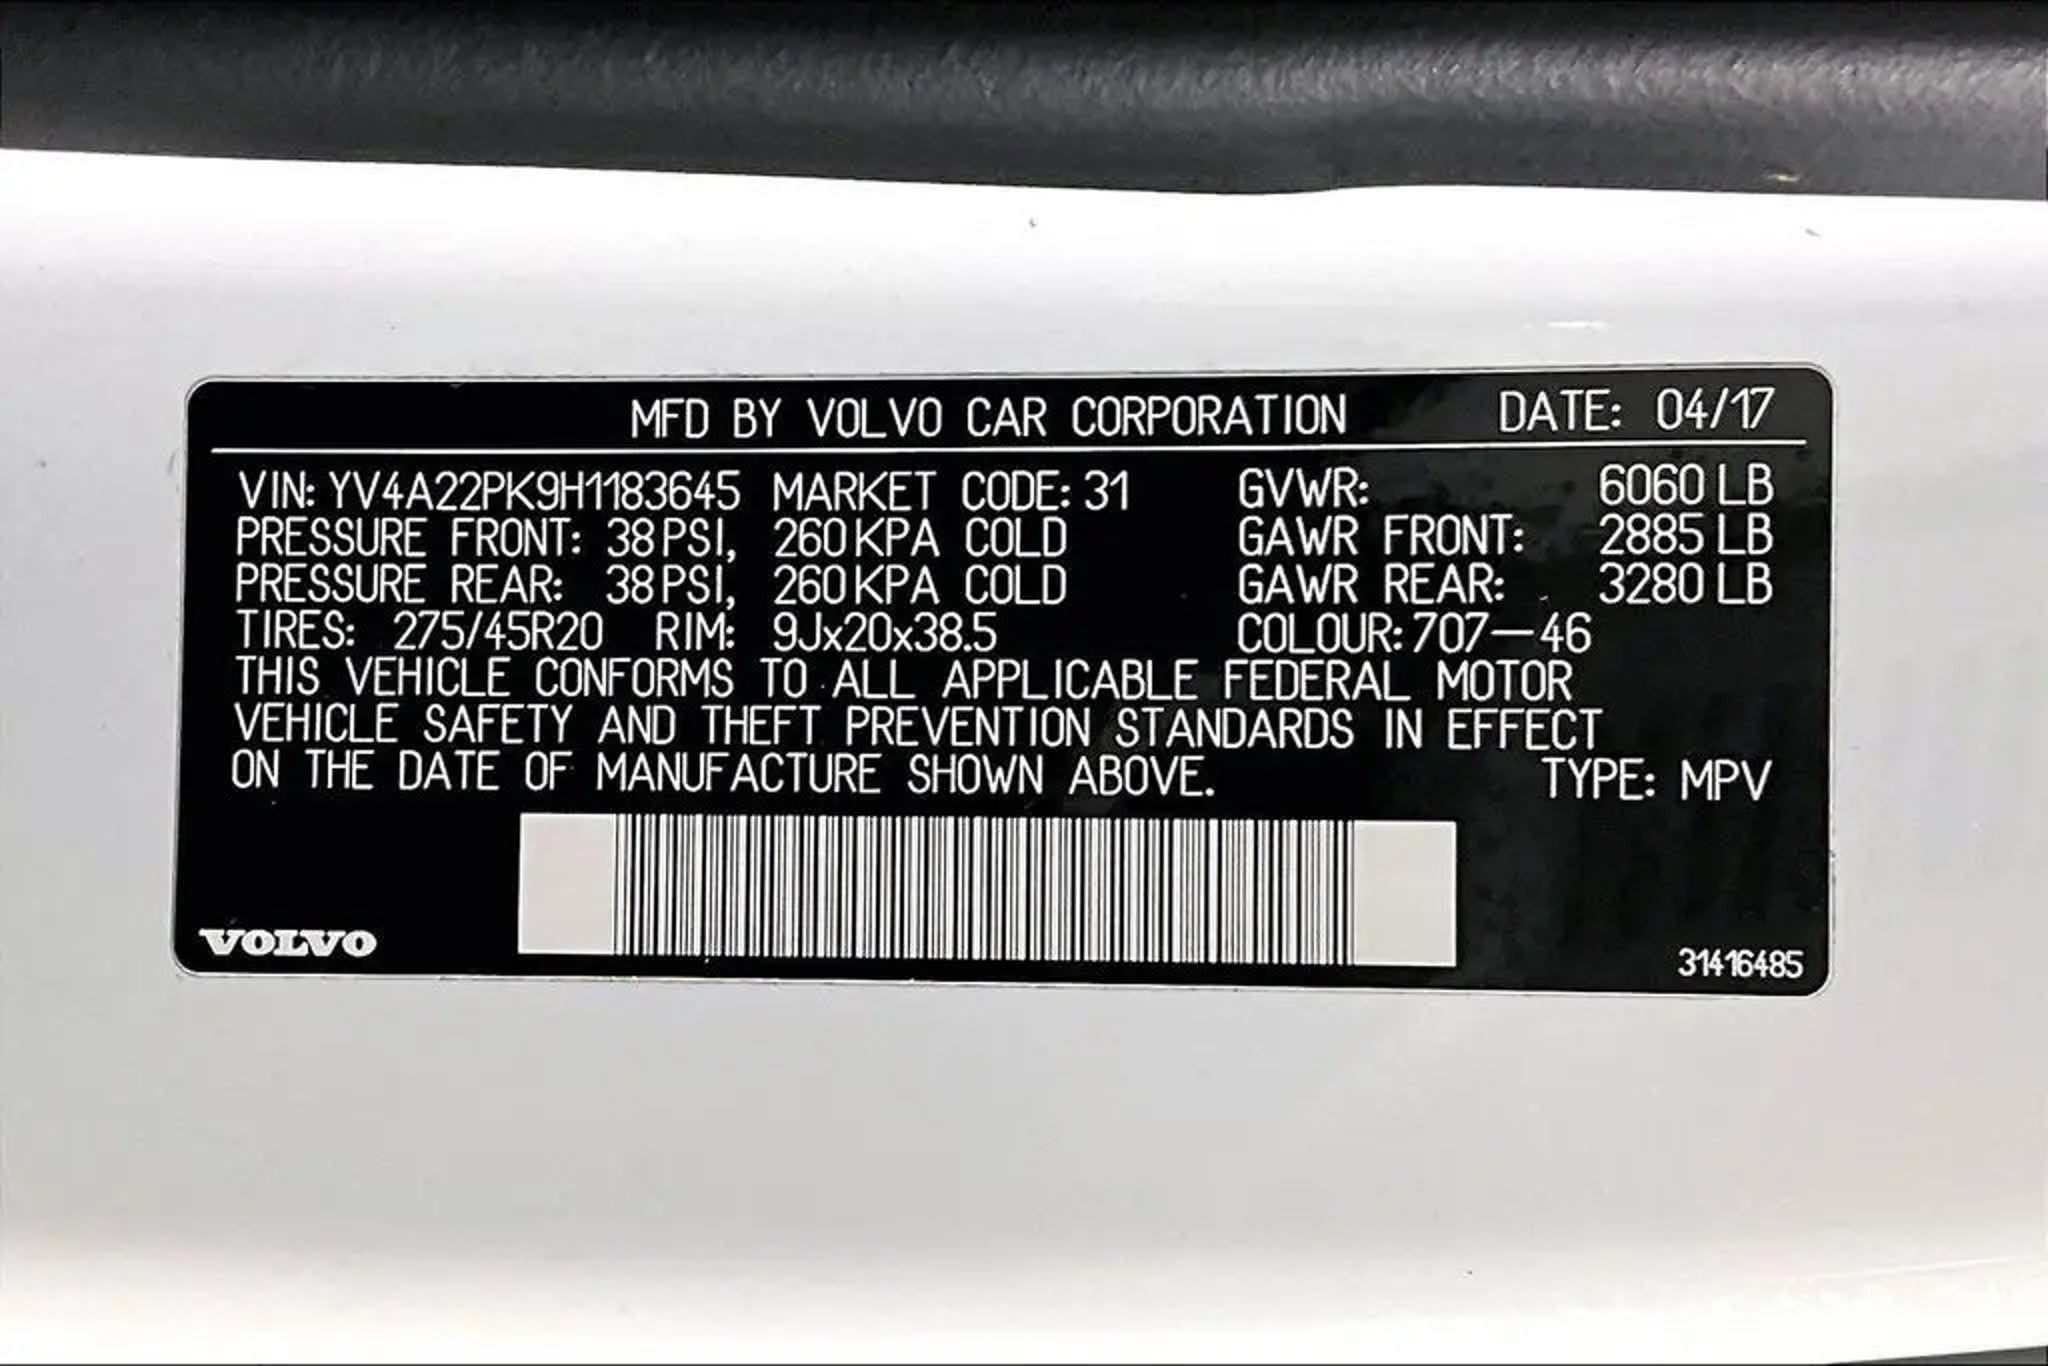 MFD BY VOLVO CAR CORPORATION DATE: 04/17
VIN: YV4A22PK9H1183645 MARKET CODE: 31 GVWR: 6060 LB
PRESSURE FRONT: 38 PSI, 260 KPA COLD GAWR FRONT: 2885 LB
PRESSURE REAR: 38 PSI, 260 KPA COLD GAWR REAR: 3280 LB
TIRES: 275/45R20 RIM: 9Jx20x38.5 COLOUR: 707-46
THIS VEHICLE CONFORMS TO ALL APPLICABLE FEDERAL MOTOR
VEHICLE SAFETY AND THEFT PREVENTION STANDARDS IN EFFECT
ON THE DATE OF MANUFACTURE SHOWN ABOVE. TYPE: MPV
VOLVO 31416485